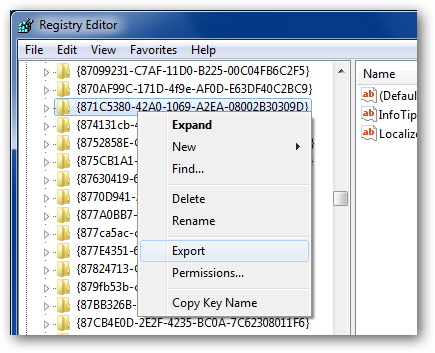 Registry Editor
File Edit View Favorites Help
{87099231-C7AF-11D0-B225-00C04FB6C2F5}
{870AF99C-171D-4f9e-AF0D-E63DF40C2BC9}
{871C5380-42A0-1069-A2EA-08002B30309D}
{874131cb-4
{8752858E-C
{875CB1A1-
{87630419-6
{8770D941-
{877A0BB7-
{877ca5ac-c
{877E4351-6
{87824713-C
{879fb53b-c
{87BB326B-
{87CB4E0D-2E2F-4235-BC0A-7C62308011F6}
Expand
New
Find...
Delete
Rename
Export
Permissions...
Copy Key Name
Name
(Defau
InfoTip
Localize